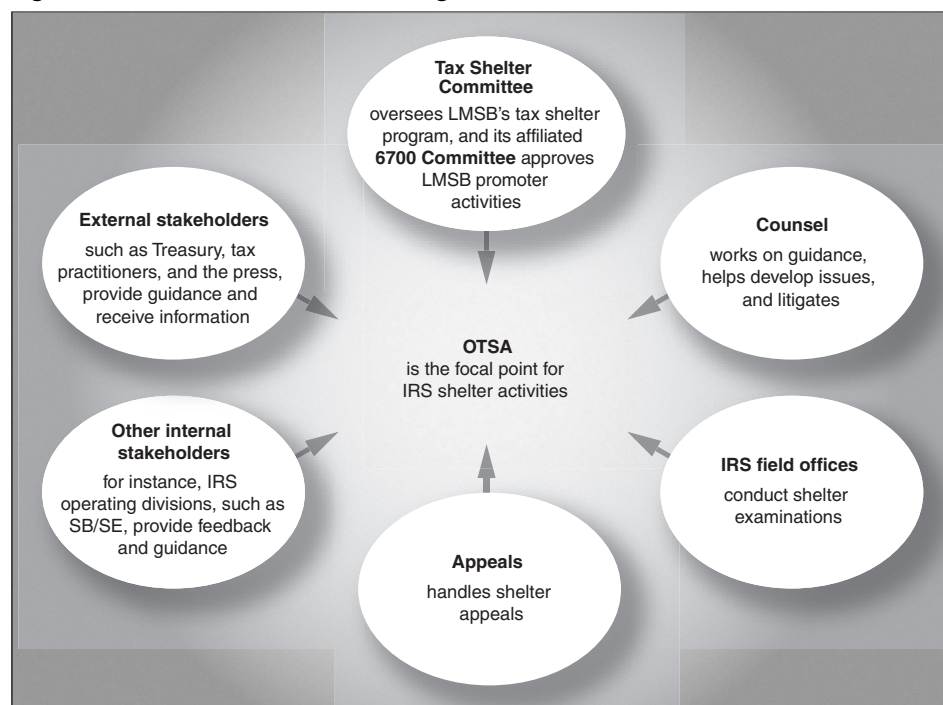 Tax Shelter
Committee
oversees LMSB's tax shelter
program, and its affiliated
6700 Committee approves
LMSB promoter
activities
External stakeholders
such as Treasury, tax
practitioners, and the press,
provide guidance and
receive information
Counsel
works on guidance,
helps develop issues,
and litigates
OTSA
is the focal point for
IRS shelter activities
Other internal
stakeholders
for instance, IRS
operating divisions, such as
SB/SE, provide feedback
and guidance
IRS field offices
conduct shelter
examinations
Appeals
handles shelter
appeals